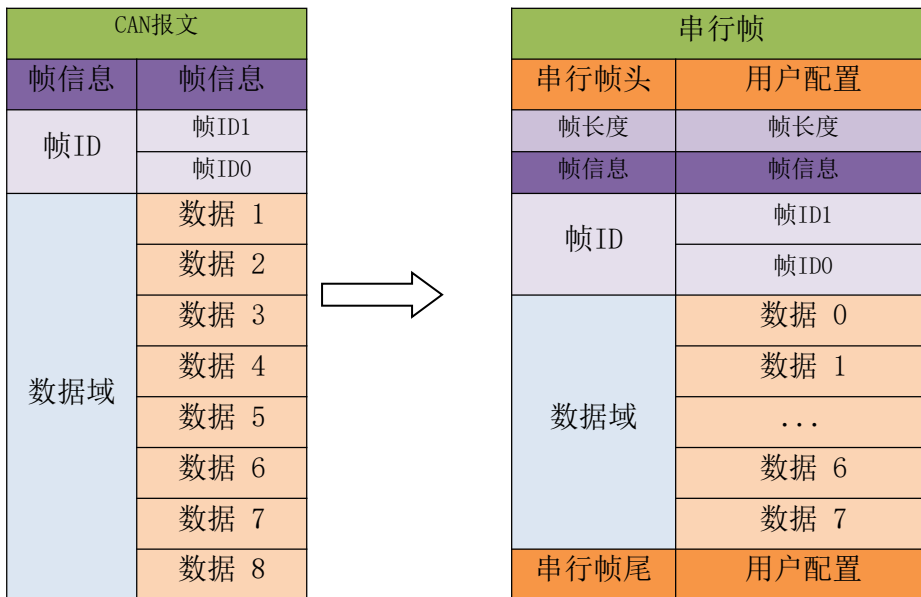 CAN报文
帧信息 帧信息
帧ID
帧ID1
帧ID0
数据域
数据 1
数据 2
数据 3
数据 4
数据 5
数据 6
数据 7
数据 8
串行帧
串行帧头 用户配置
帧长度 帧长度
帧信息 帧信息
帧ID
帧ID1
帧ID0
数据域
数据 0
数据 1
...
数据 6
数据 7
串行帧尾 用户配置